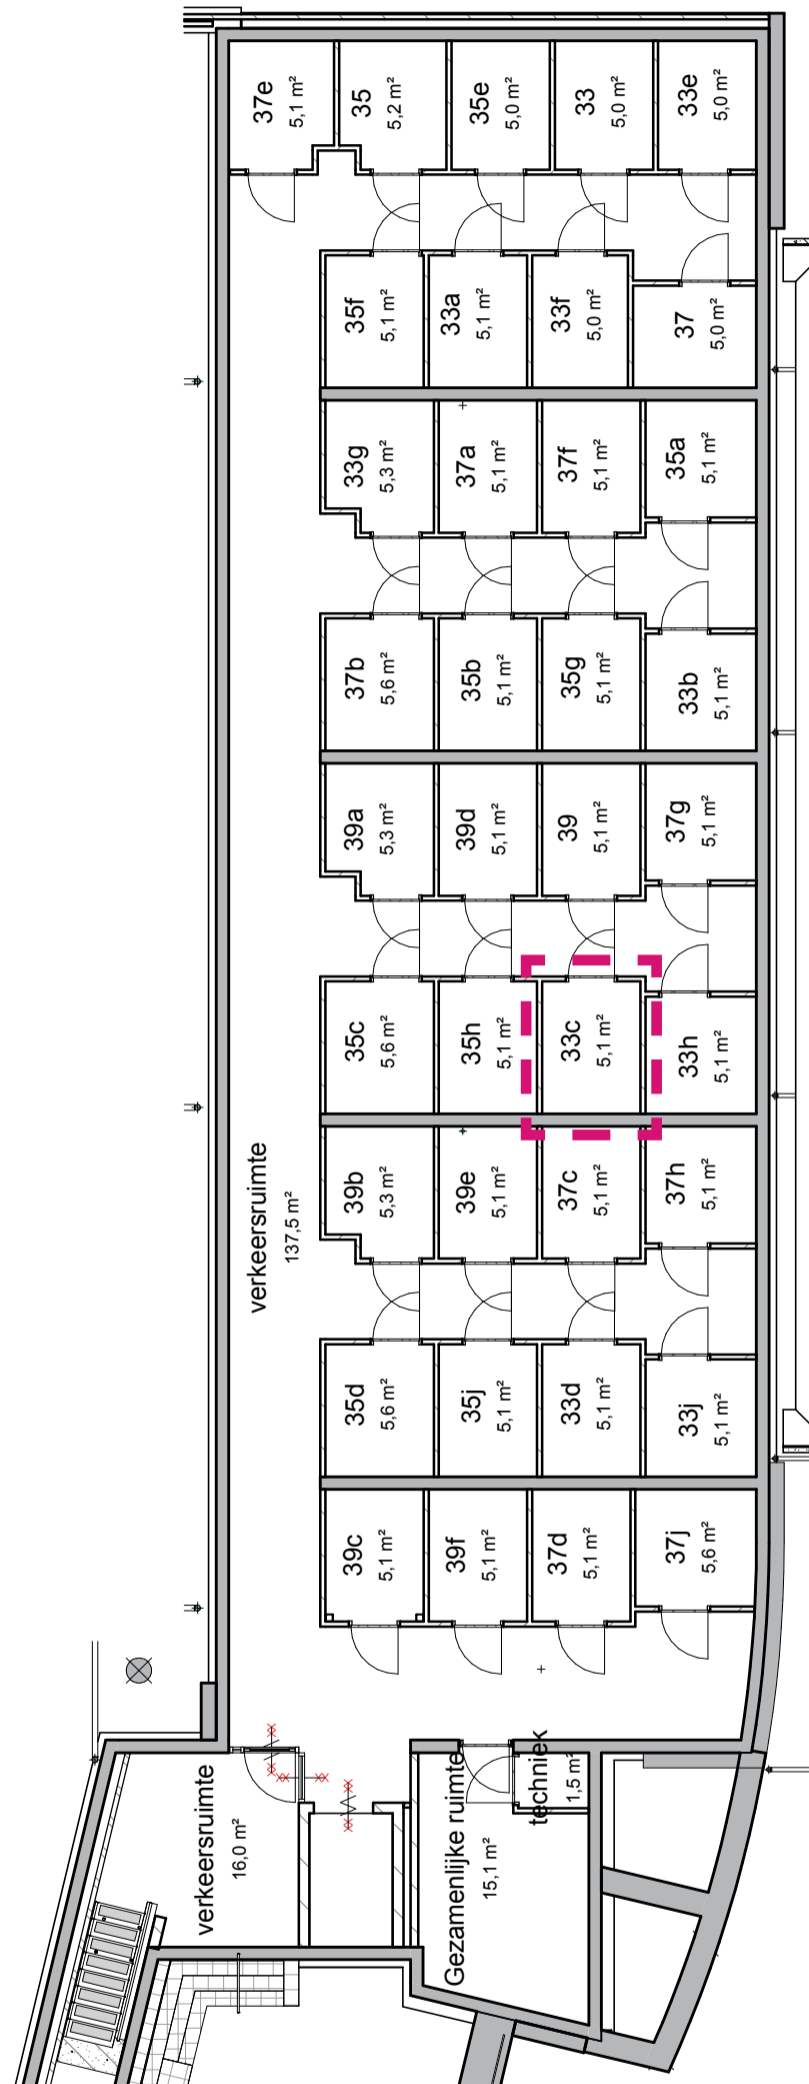 37e
5,1 m²
35
5,2 m²
35e
5,0 m²
33
5,0 m²
33e
5,0 m²
35f
5,1 m²
33a
5,1 m²
33f
5,0 m²
37
5,0 m²
33g
5,3 m²
37a
5,1 m²
37f
5,1 m²
35a
5,1 m²
37b
5,6 m²
35b
5,1 m²
35g
5,1 m²
33b
5,1 m²
39a
5,3 m²
39d
5,1 m²
39
5,1 m²
37g
5,1 m²
35c
5,6 m²
35h
5,1 m²
33c
5,1 m²
33h
5,1 m²
verkeersruimte
137,5 m²
39b
5,3 m²
39e
5,1 m²
37c
5,1 m²
37h
5,1 m²
35d
5,6 m²
35j
5,1 m²
33d
5,1 m²
33j
5,1 m²
39c
5,1 m²
39f
5,1 m²
37d
5,1 m²
37j
5,6 m²
verkeersruimte
16,0 m²
Gezamenlijke ruimte
15,1 m²
techniek
1,5 m²